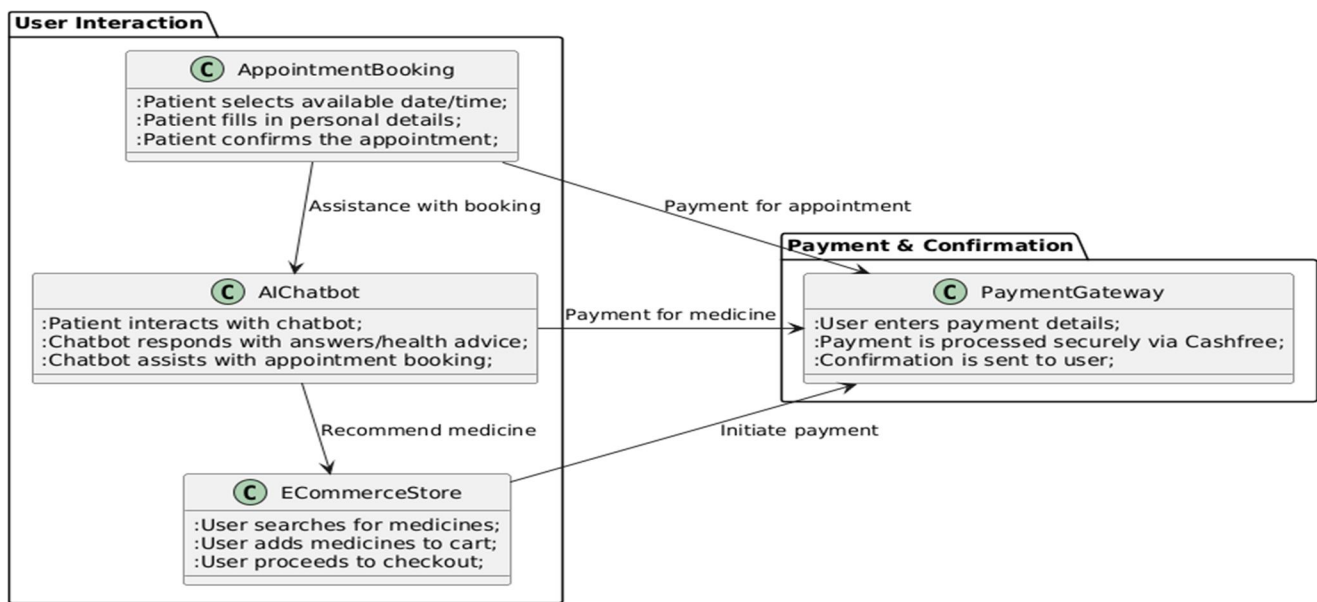 User Interaction
C AppointmentBooking
:Patient selects available date/time;
:Patient fills in personal details;
:Patient confirms the appointment;
Assistance with booking
Payment for appointment
Payment & Confirmation
C AIChatbot
:Patient interacts with chatbot;
:Chatbot responds with answers/health advice;
:Chatbot assists with appointment booking;
Payment for medicine
C PaymentGateway
:User enters payment details;
:Payment is processed securely via Cashfree;
:Confirmation is sent to user;
Recommend medicine
Initiate payment
C ECommerceStore
:User searches for medicines;
:User adds medicines to cart;
:User proceeds to checkout;